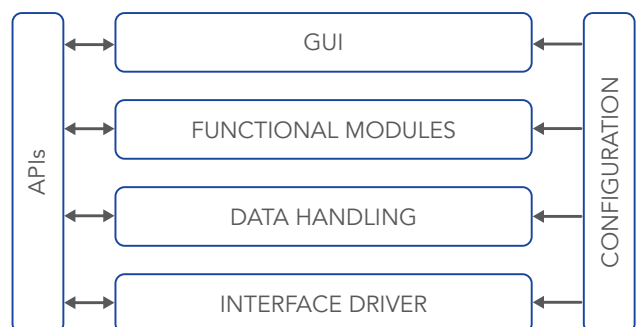 GUI
FUNCTIONAL MODULES
DATA HANDLING
INTERFACE DRIVER
APIs
CONFIGURATION